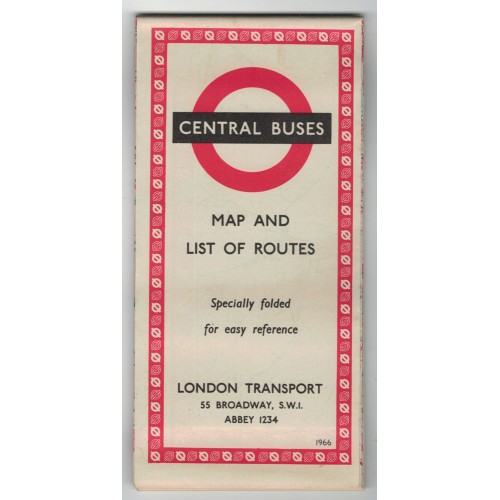 CENTRAL BUSES
MAP AND
LIST OF ROUTES
Specially folded
for easy reference
LONDON TRANSPORT
55 BROADWAY, S.W.I.
ABBEY 1234
1966